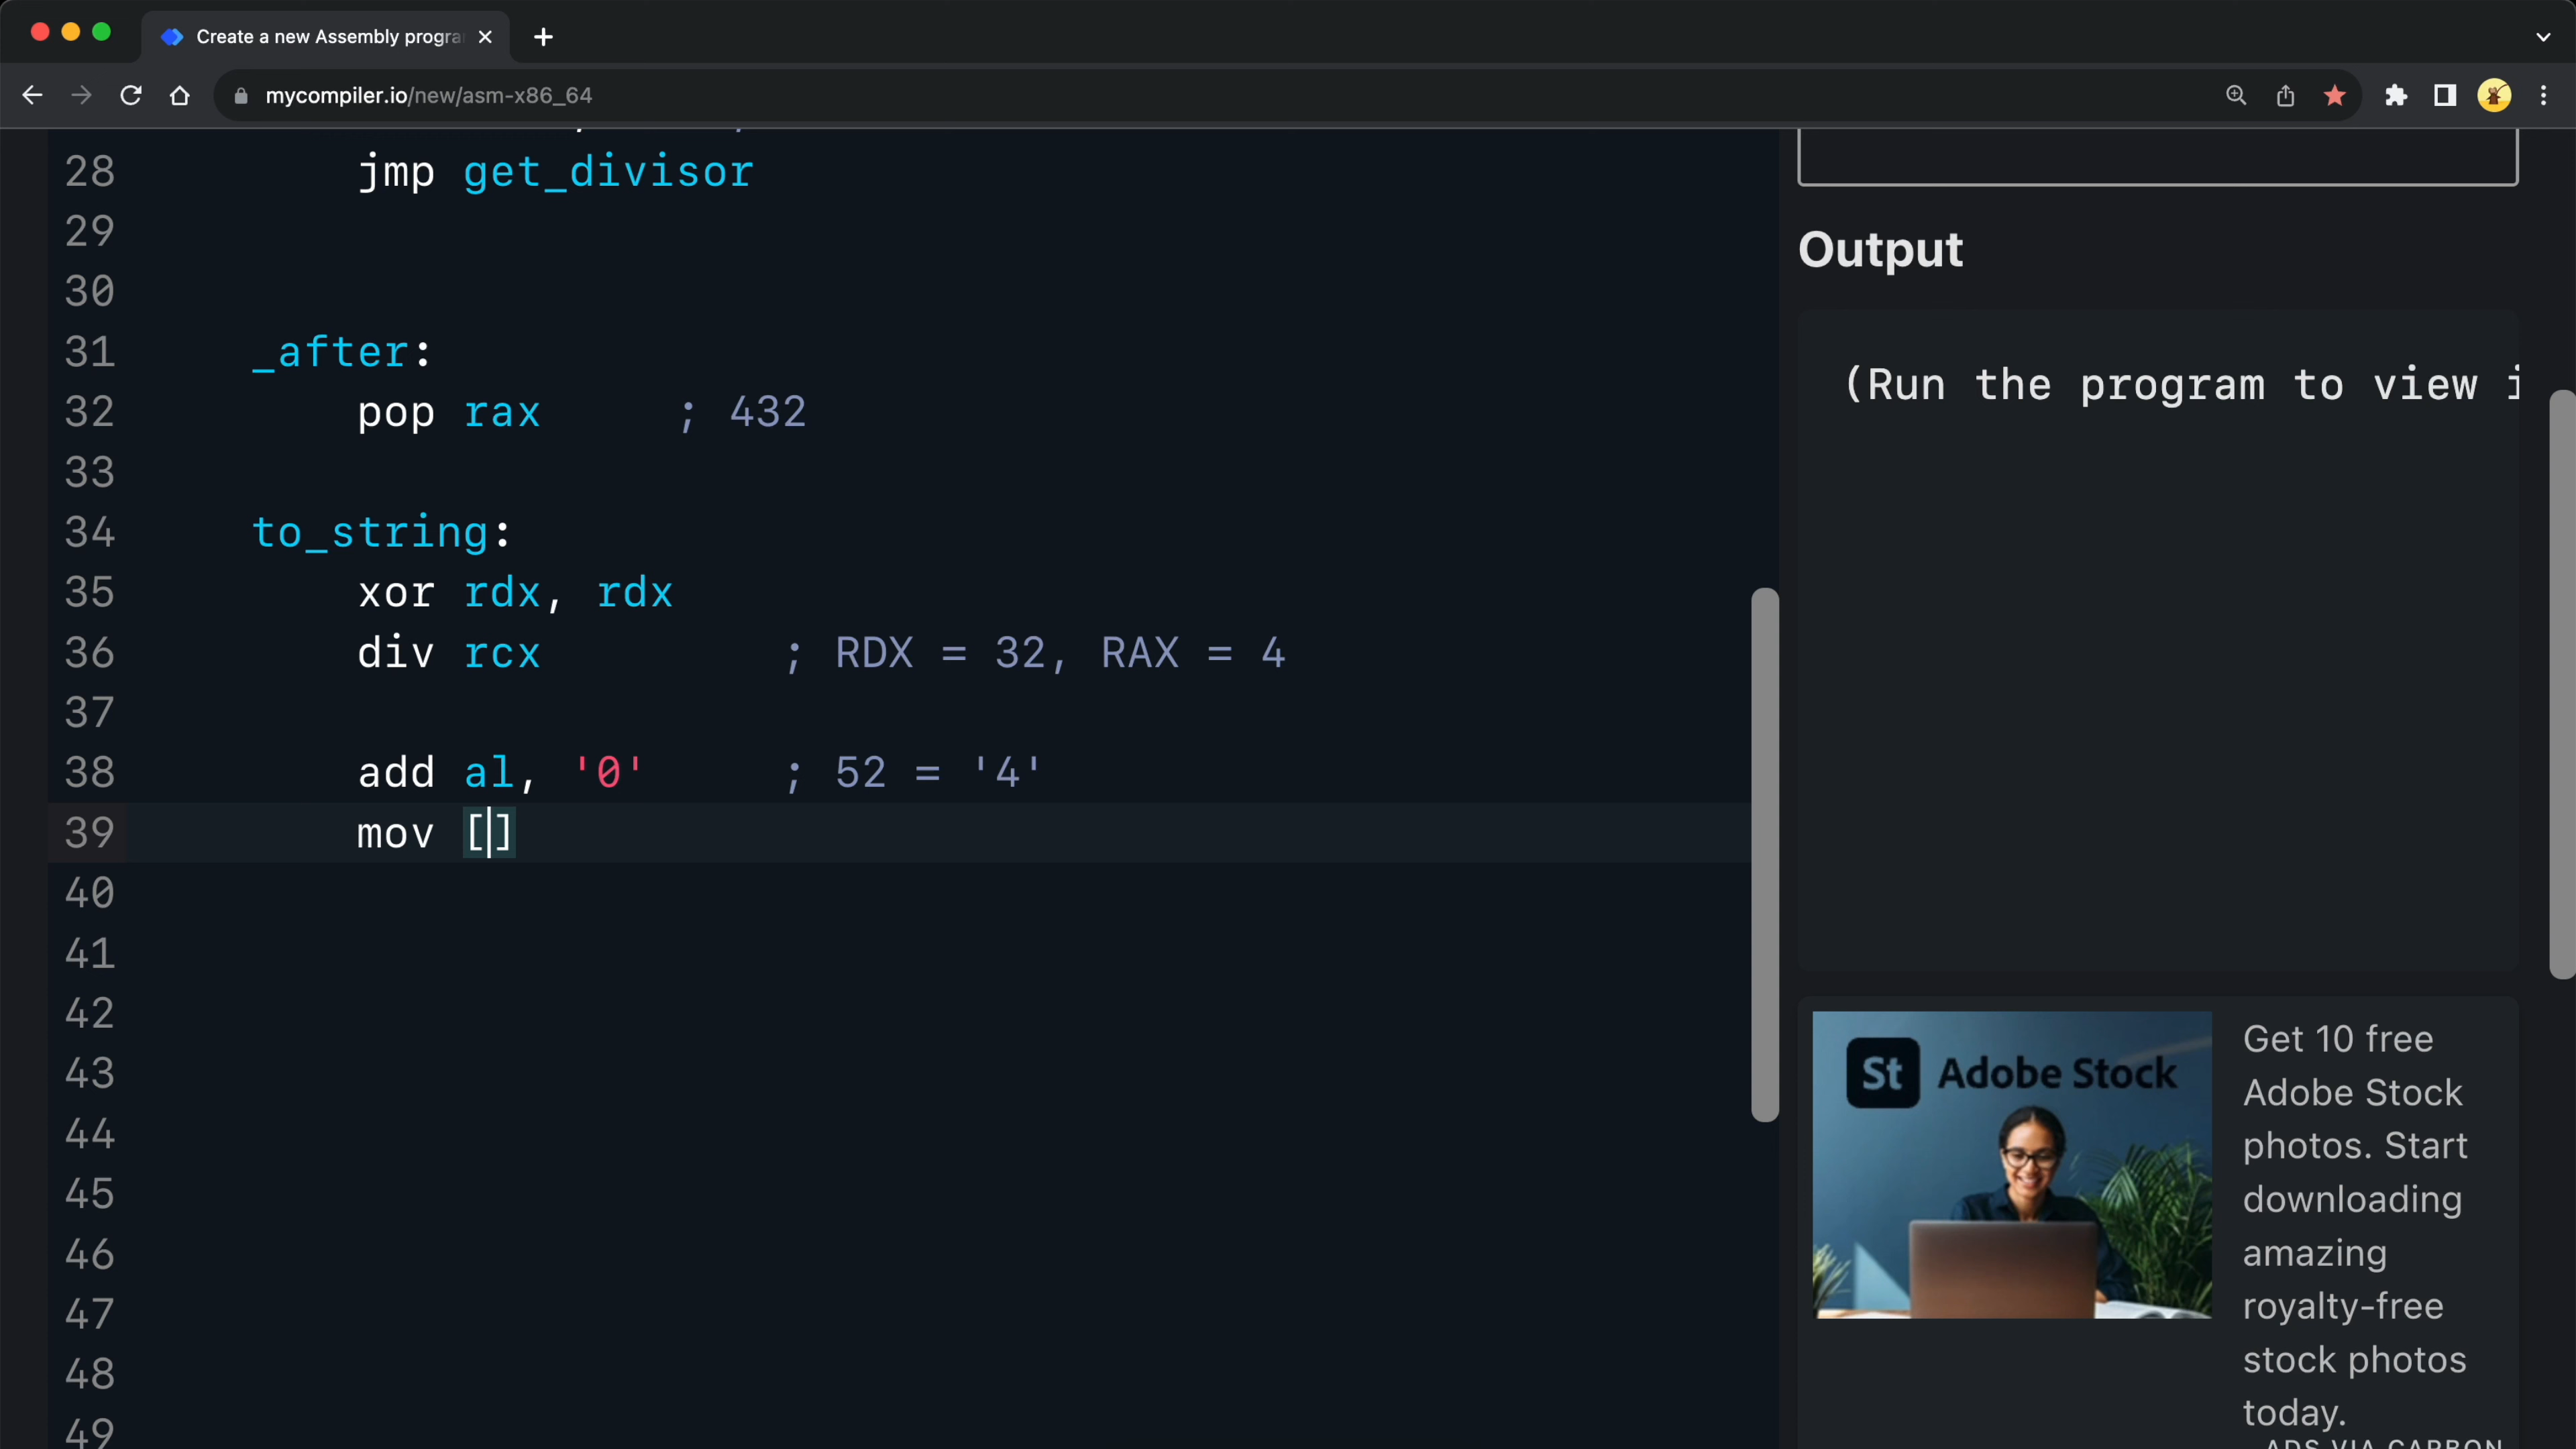 Create a new Assembly progra
mycompiler.io/new/asm-x86_64
28 jmp get_divisor
29
30
31 _after:
32 pop rax ; 432
33
34 to_string:
35 xor rdx, rdx
36 div rcx ; RDX = 32, RAX = 4
37
38 add al, '0' ; 52 = '4'
39 mov []
40
41
42
43
44
45
46
47
48
49
Output
(Run the program to view i
St Adobe Stock
Get 10 free
Adobe Stock
photos. Start
downloading
amazing
royalty-free
stock photos
today.
ADS VIA CARBON